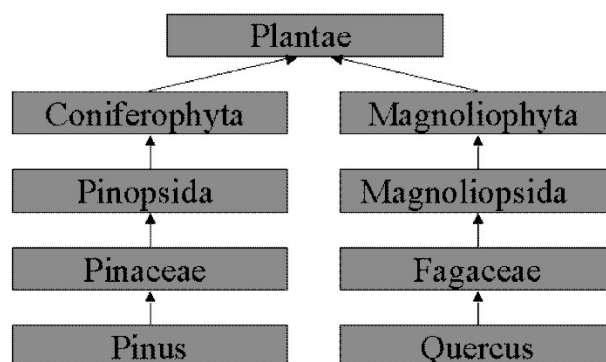 Plantae
Coniferophyta
Magnoliophyta
Pinopsida
Magnoliopsida
Pinaceae
Fagaceae
Pinus
Quercus